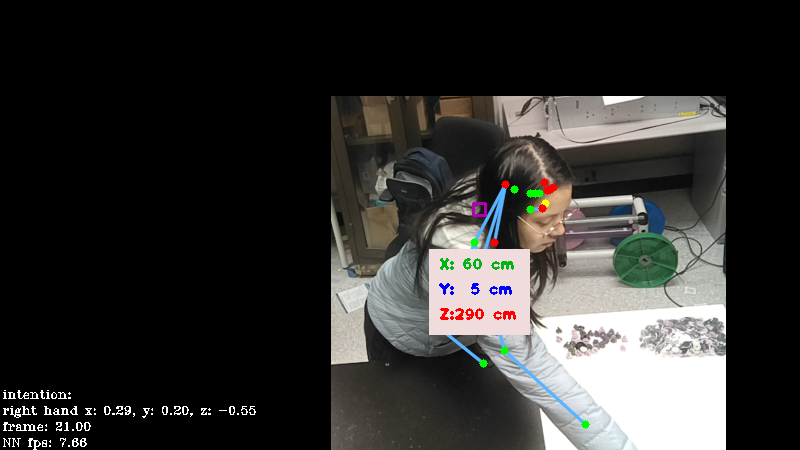 X: 60 cm
Y: 5 cm
Z:290 cm
intention:
right hand x: 0.29, y: 0.20, z: -0.55
frame: 21.00
NN fps: 7.66